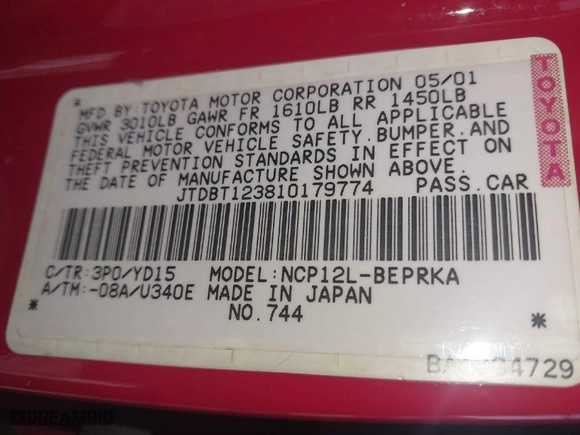 MFD BY:TOYOTA MOTOR CORPORATION 05/01
GVWR 3010LB GAWR FR 1610LB RR 1450LB
THIS VEHICLE CONFORMS TO ALL APPLICABLE
FEDERAL MOTOR VEHICLE SAFETY.BUMPER.AND
THEFT PREVENTION STANDARDS IN EFFECT ON
THE DATE OF MANUFACTURE SHOWN ABOVE.
JTDBT123810179774 PASS.CAR
TOYOTA
C/TR:3P0/YD15 MODEL:NCP12L-BEPRKA
A/TM:-08A/U340E MADE IN JAPAN
NO.744
* *
DREAMBID